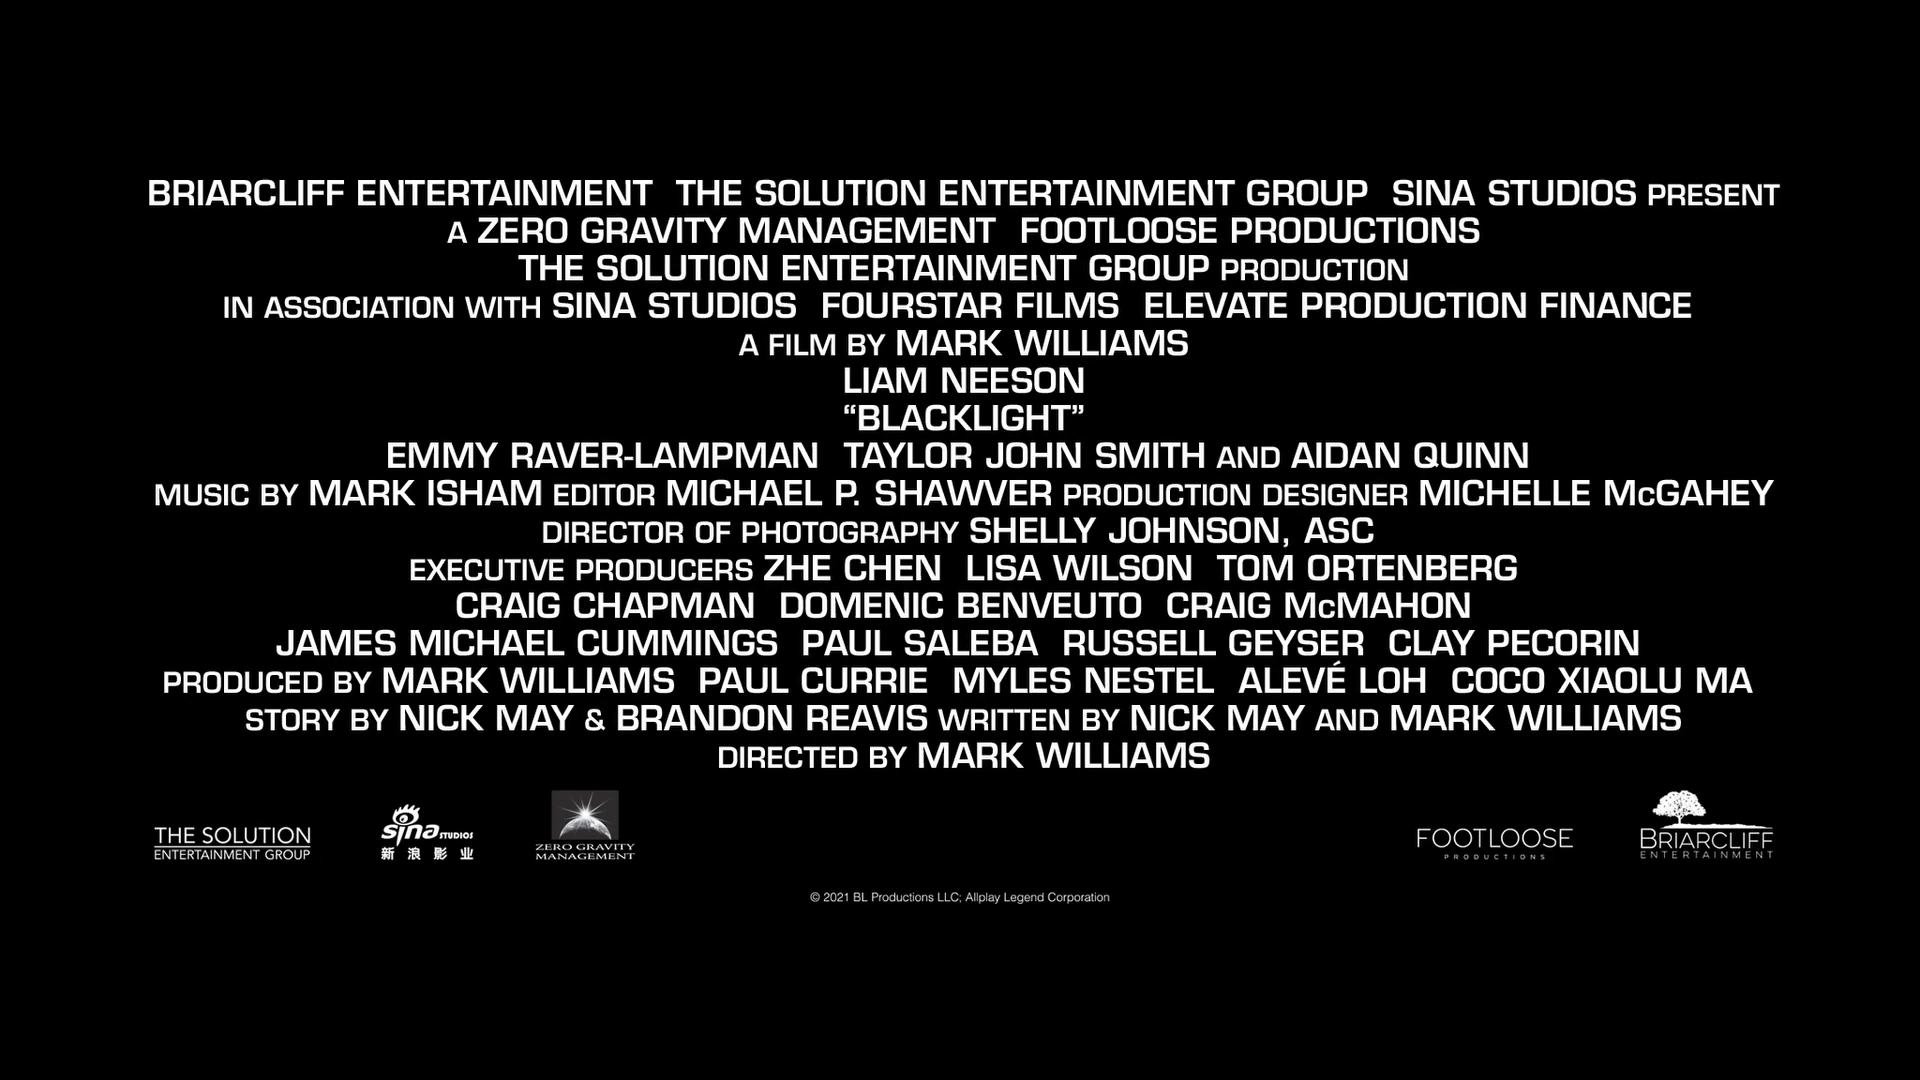 BRIARCLIFF ENTERTAINMENT THE SOLUTION ENTERTAINMENT GROUP SINA STUDIOS PRESENT
A ZERO GRAVITY MANAGEMENT FOOTLOOSE PRODUCTIONS
THE SOLUTION ENTERTAINMENT GROUP PRODUCTION
IN ASSOCIATION WITH SINA STUDIOS FOURSTAR FILMS ELEVATE PRODUCTION FINANCE
A FILM BY MARK WILLIAMS
LIAM NEESON
“BLACKLIGHT”
EMMY RAVER-LAMPMAN TAYLOR JOHN SMITH AND AIDAN QUINN
MUSIC BY MARK ISHAM EDITOR MICHAEL P. SHAWVER PRODUCTION DESIGNER MICHELLE McGAHEY
DIRECTOR OF PHOTOGRAPHY SHELLY JOHNSON, ASC
EXECUTIVE PRODUCERS ZHE CHEN LISA WILSON TOM ORTENBERG
CRAIG CHAPMAN DOMENIC BENVEUTO CRAIG McMAHON
JAMES MICHAEL CUMMINGS PAUL SALEBA RUSSELL GEYSER CLAY PECORIN
PRODUCED BY MARK WILLIAMS PAUL CURRIE MYLES NESTEL ALEVÉ LOH COCO XIAOLU MA
STORY BY NICK MAY & BRANDON REAVIS WRITTEN BY NICK MAY AND MARK WILLIAMS
DIRECTED BY MARK WILLIAMS
THE SOLUTION
ENTERTAINMENT GROUP
sina STUDIOS
新浪影业
ZERO GRAVITY
MANAGEMENT
FOOTLOOSE
PRODUCTIONS
BRIARCLIFF
ENTERTAINMENT
© 2021 BL Productions LLC; Allplay Legend Corporation